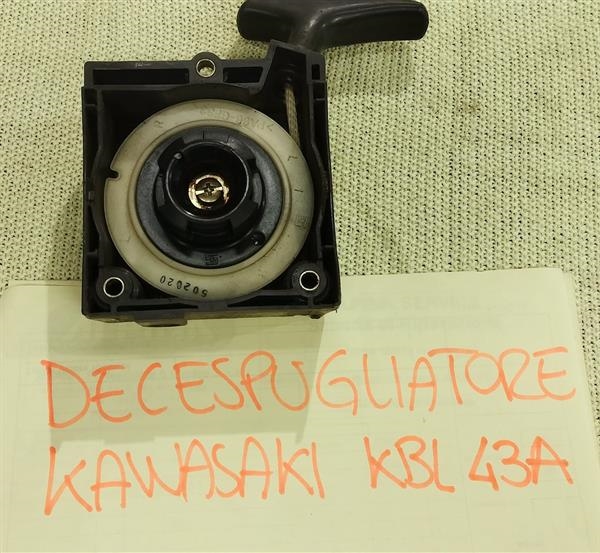 502020
DECESPUGLIATORE
KAWASAKI KBL 43A